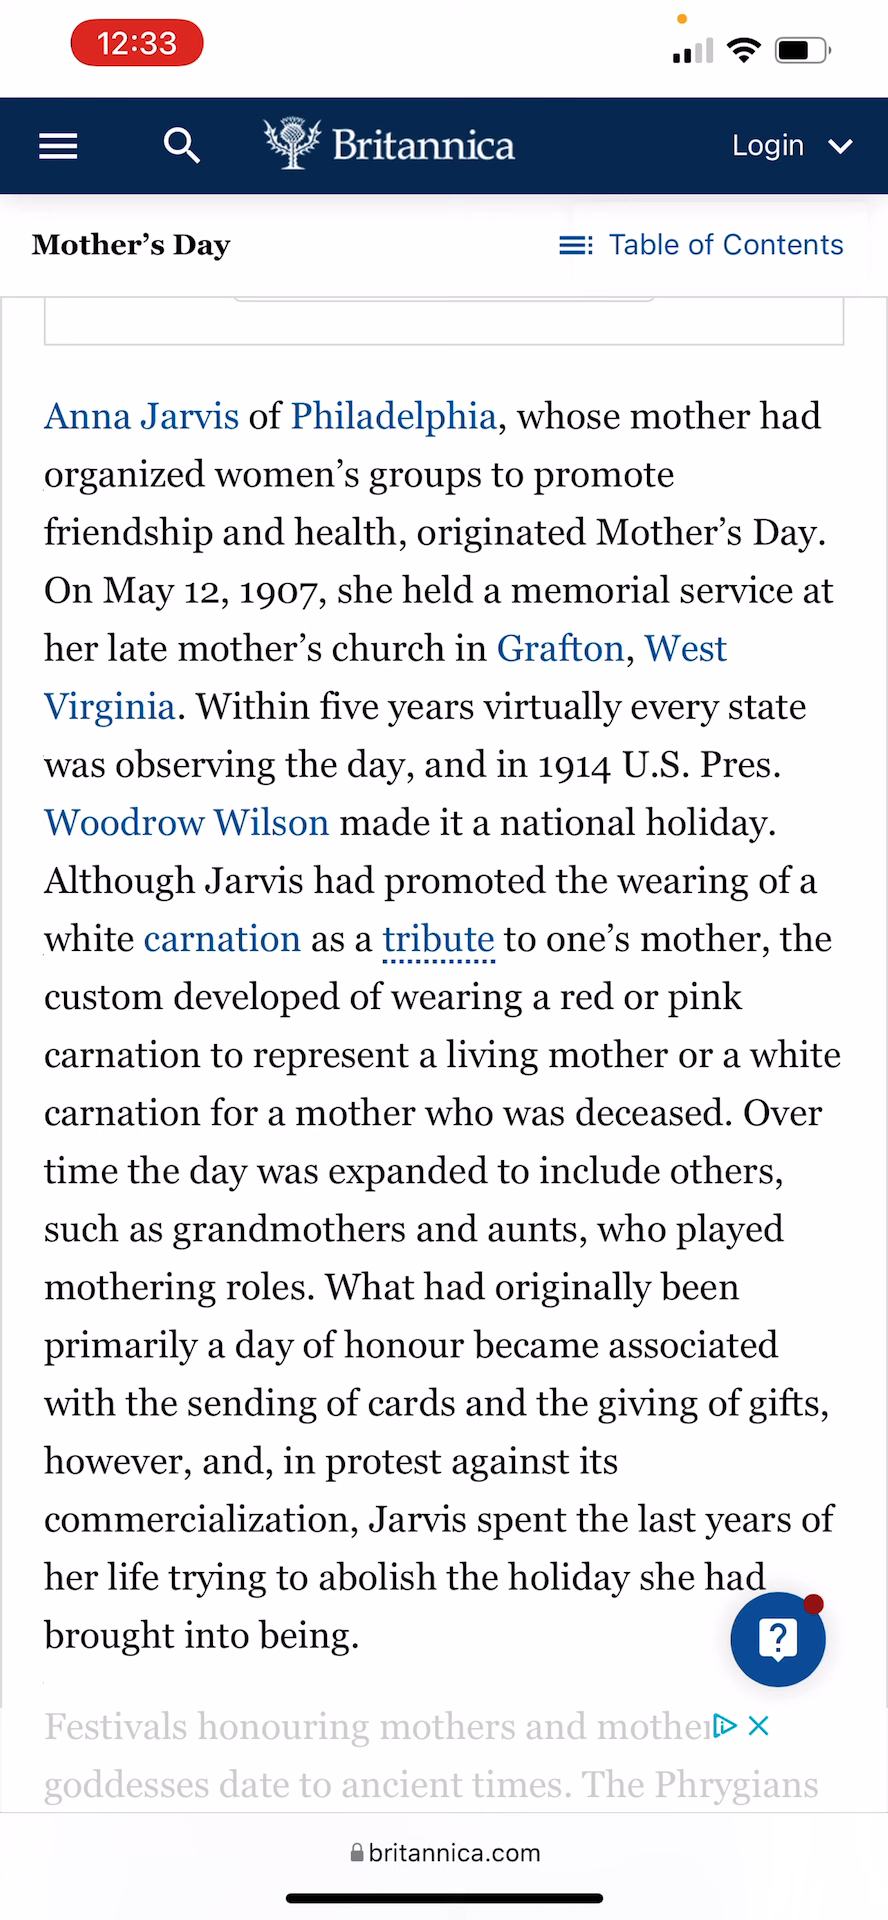 12:33
Britannica
Login
Mother’s Day
Table of Contents
Anna Jarvis of Philadelphia, whose mother had
organized women’s groups to promote
friendship and health, originated Mother’s Day.
On May 12, 1907, she held a memorial service at
her late mother’s church in Grafton, West
Virginia. Within five years virtually every state
was observing the day, and in 1914 U.S. Pres.
Woodrow Wilson made it a national holiday.
Although Jarvis had promoted the wearing of a
white carnation as a tribute to one’s mother, the
custom developed of wearing a red or pink
carnation to represent a living mother or a white
carnation for a mother who was deceased. Over
time the day was expanded to include others,
such as grandmothers and aunts, who played
mothering roles. What had originally been
primarily a day of honour became associated
with the sending of cards and the giving of gifts,
however, and, in protest against its
commercialization, Jarvis spent the last years of
her life trying to abolish the holiday she had
brought into being.
?
Festivals honouring mothers and mother
goddesses date to ancient times. The Phrygians
britannica.com